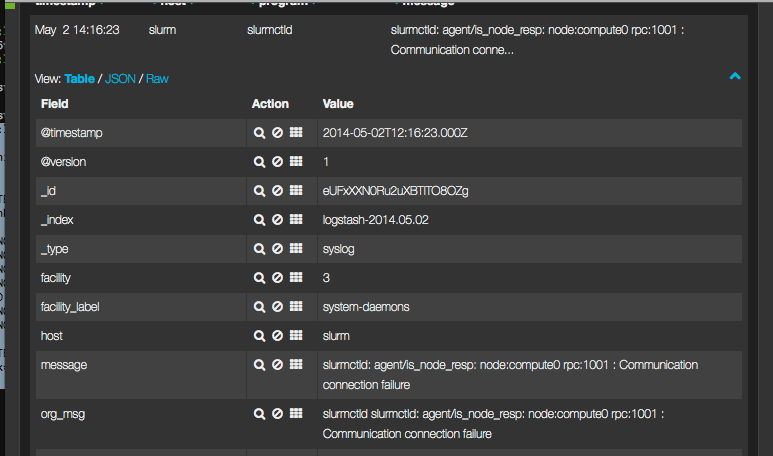 timestamp host program message
May 2 14:16:23 slurm slurmctld slurmctld: agent/is_node_resp: node:compute0 rpc:1001 :
Communication conne...
View: Table / JSON / Raw
Field Action Value
@timestamp 2014-05-02T12:16:23.000Z
@version 1
_id eUFxXXN0Ru2uXBTlTO8OZg
_index logstash-2014.05.02
_type syslog
facility 3
facility_label system-daemons
host slurm
message slurmctld: agent/is_node_resp: node:compute0 rpc:1001 : Communication
connection failure
org_msg slurmctld slurmctld: agent/is_node_resp: node:compute0 rpc:1001 :
Communication connection failure